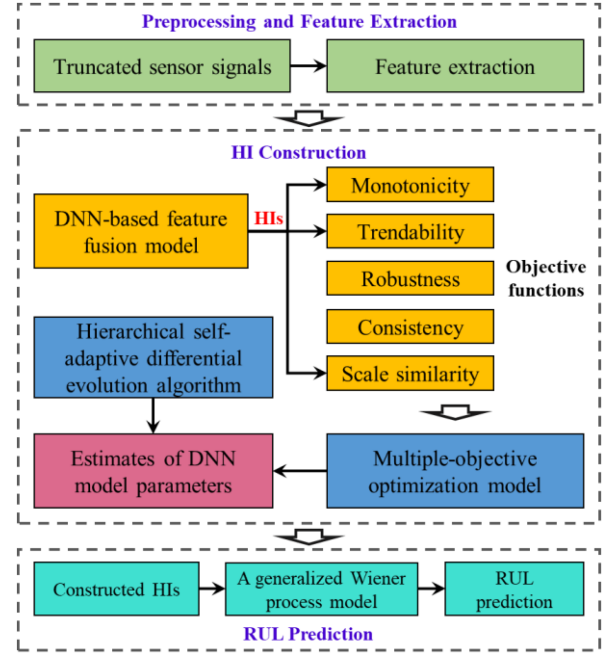 Preprocessing and Feature Extraction
Truncated sensor signals
Feature extraction
HI Construction
DNN-based feature
fusion model
HIs
Monotonicity
Trendability
Robustness
Consistency
Scale similarity
Objective
functions
Hierarchical self-
adaptive differential
evolution algorithm
Estimates of DNN
model parameters
Multiple-objective
optimization model
Constructed HIs
A generalized Wiener
process model
RUL
prediction
RUL Prediction